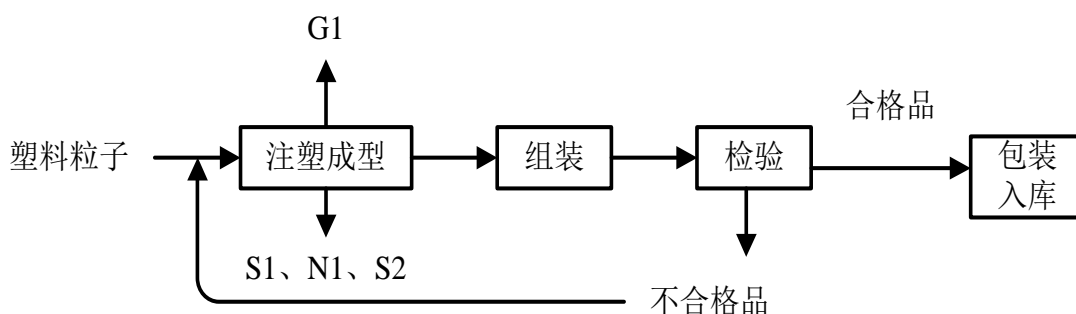 G1
合格品
塑料粒子
注塑成型
组装
检验
包装
入库
S1、N1、S2
不合格品